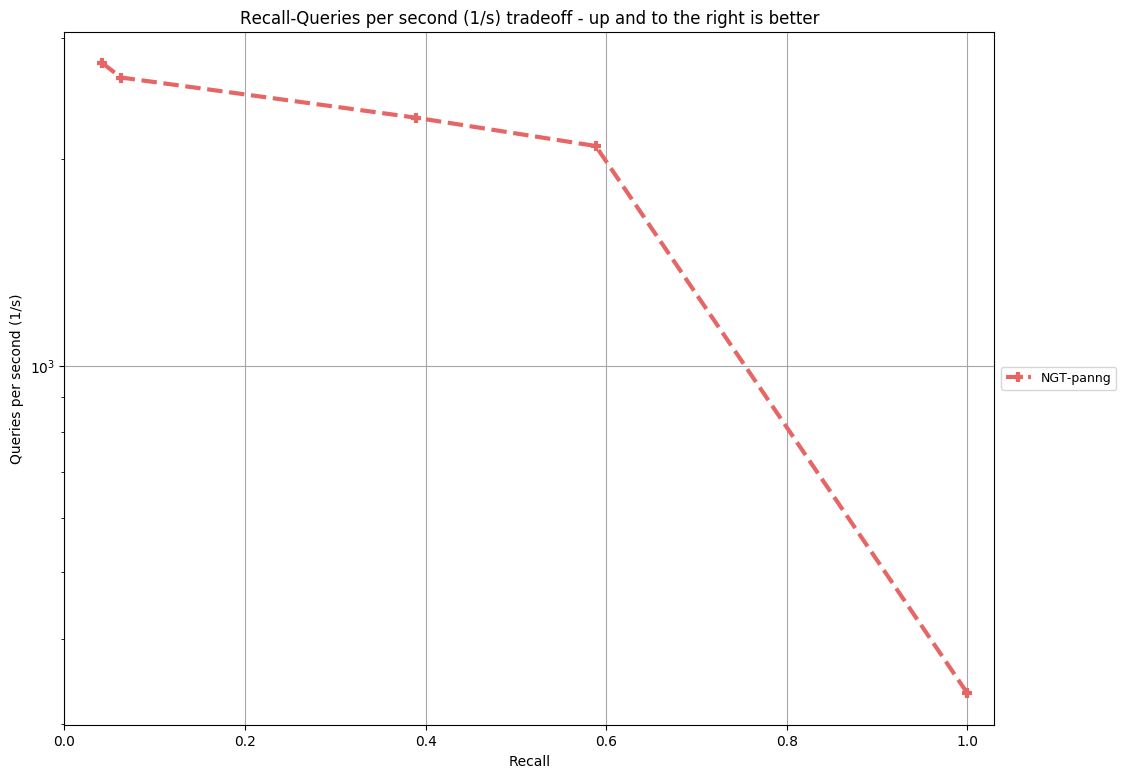 Recall-Queries per second (1/s) tradeoff - up and to the right is better
Queries per second (1/s)
10³
NGT-panng
0.0 0.2 0.4 0.6 0.8 1.0
Recall